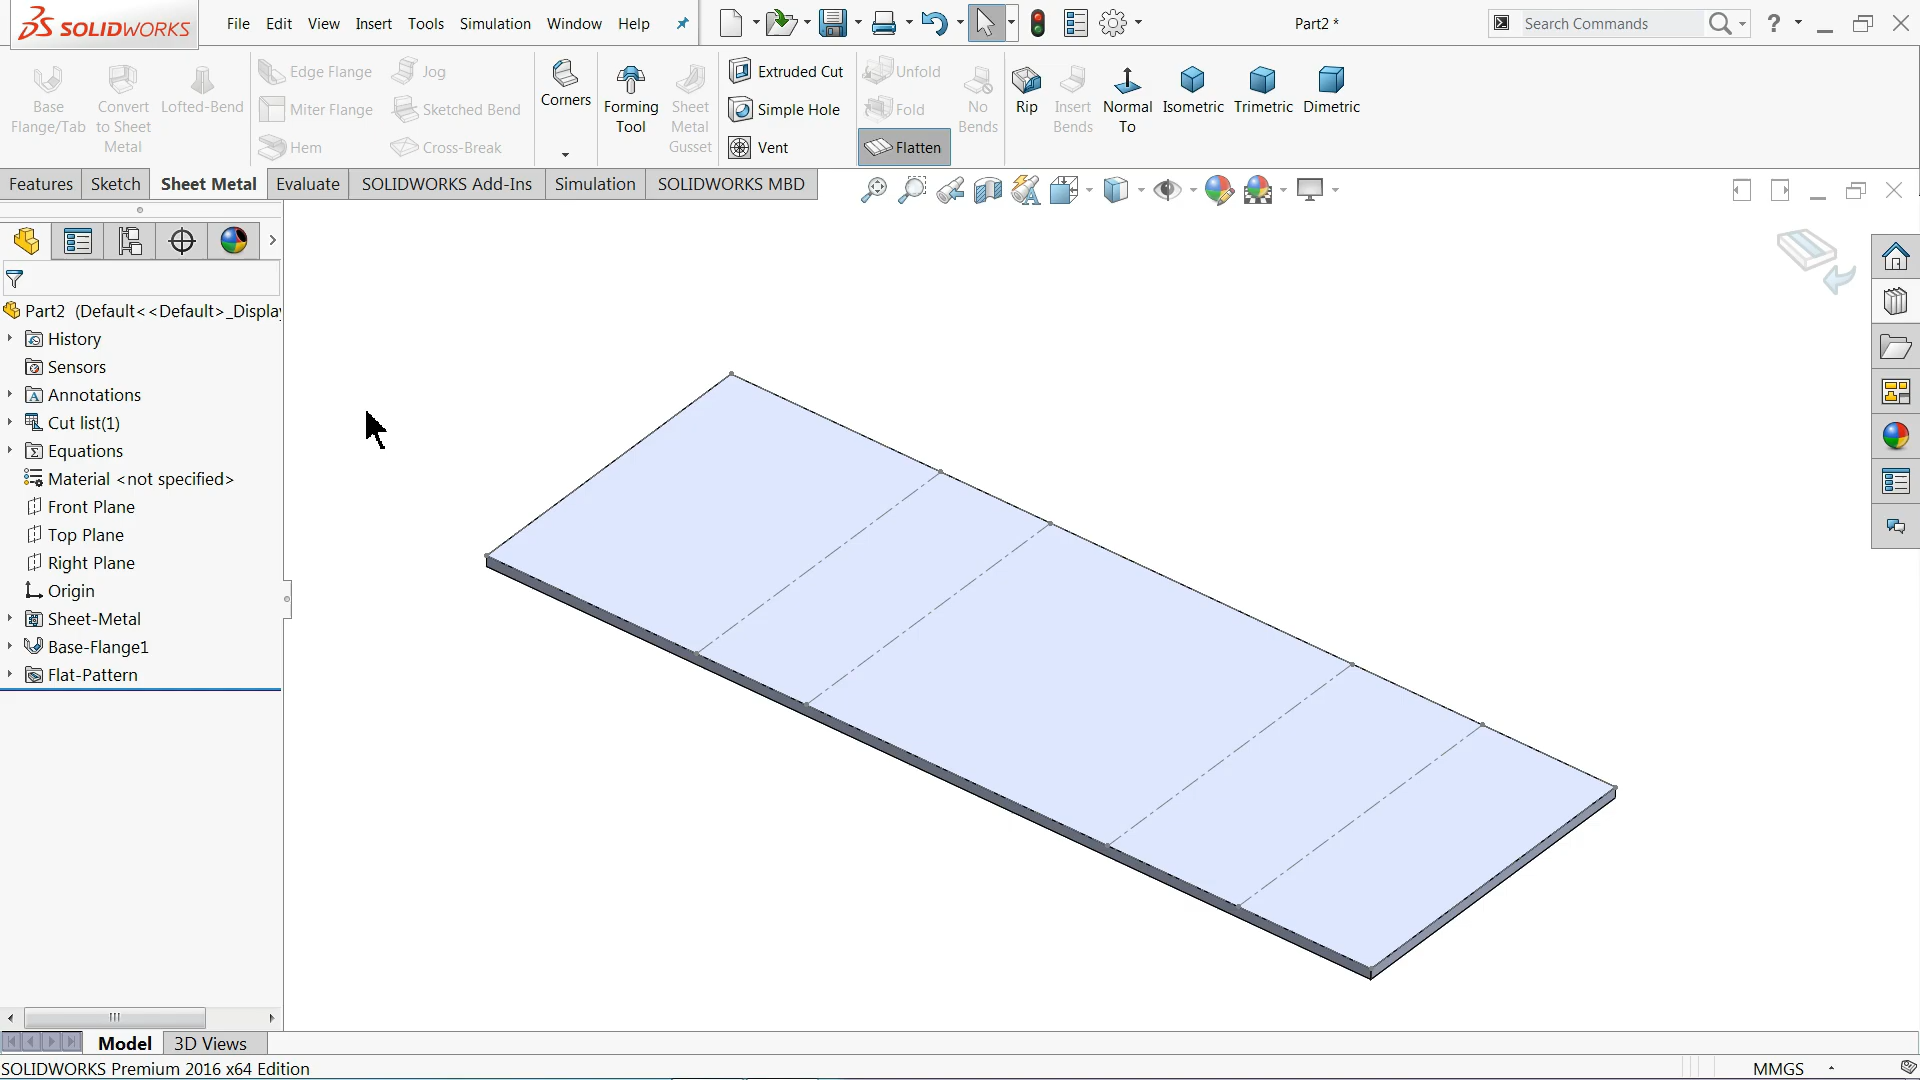 SOLIDWORKS
File Edit View Insert Tools Simulation Window Help
Part2 *
Search Commands
?
Base Flange/Tab
Convert to Sheet Metal
Lofted-Bend
Edge Flange
Miter Flange
Hem
Jog
Sketched Bend
Cross-Break
Corners
Forming Tool
Sheet Metal Gusset
Extruded Cut
Simple Hole
Vent
Unfold
Fold
Flatten
No Bends
Rip
Insert Bends
Normal To
Isometric
Trimetric
Dimetric
Features Sketch Sheet Metal Evaluate SOLIDWORKS Add-Ins Simulation SOLIDWORKS MBD
Part2 (Default<<Default>_Displa
History
Sensors
Annotations
Cut list(1)
Equations
Material <not specified>
Front Plane
Top Plane
Right Plane
Origin
Sheet-Metal
Base-Flange1
Flat-Pattern
Model 3D Views
SOLIDWORKS Premium 2016 x64 Edition
MMGS